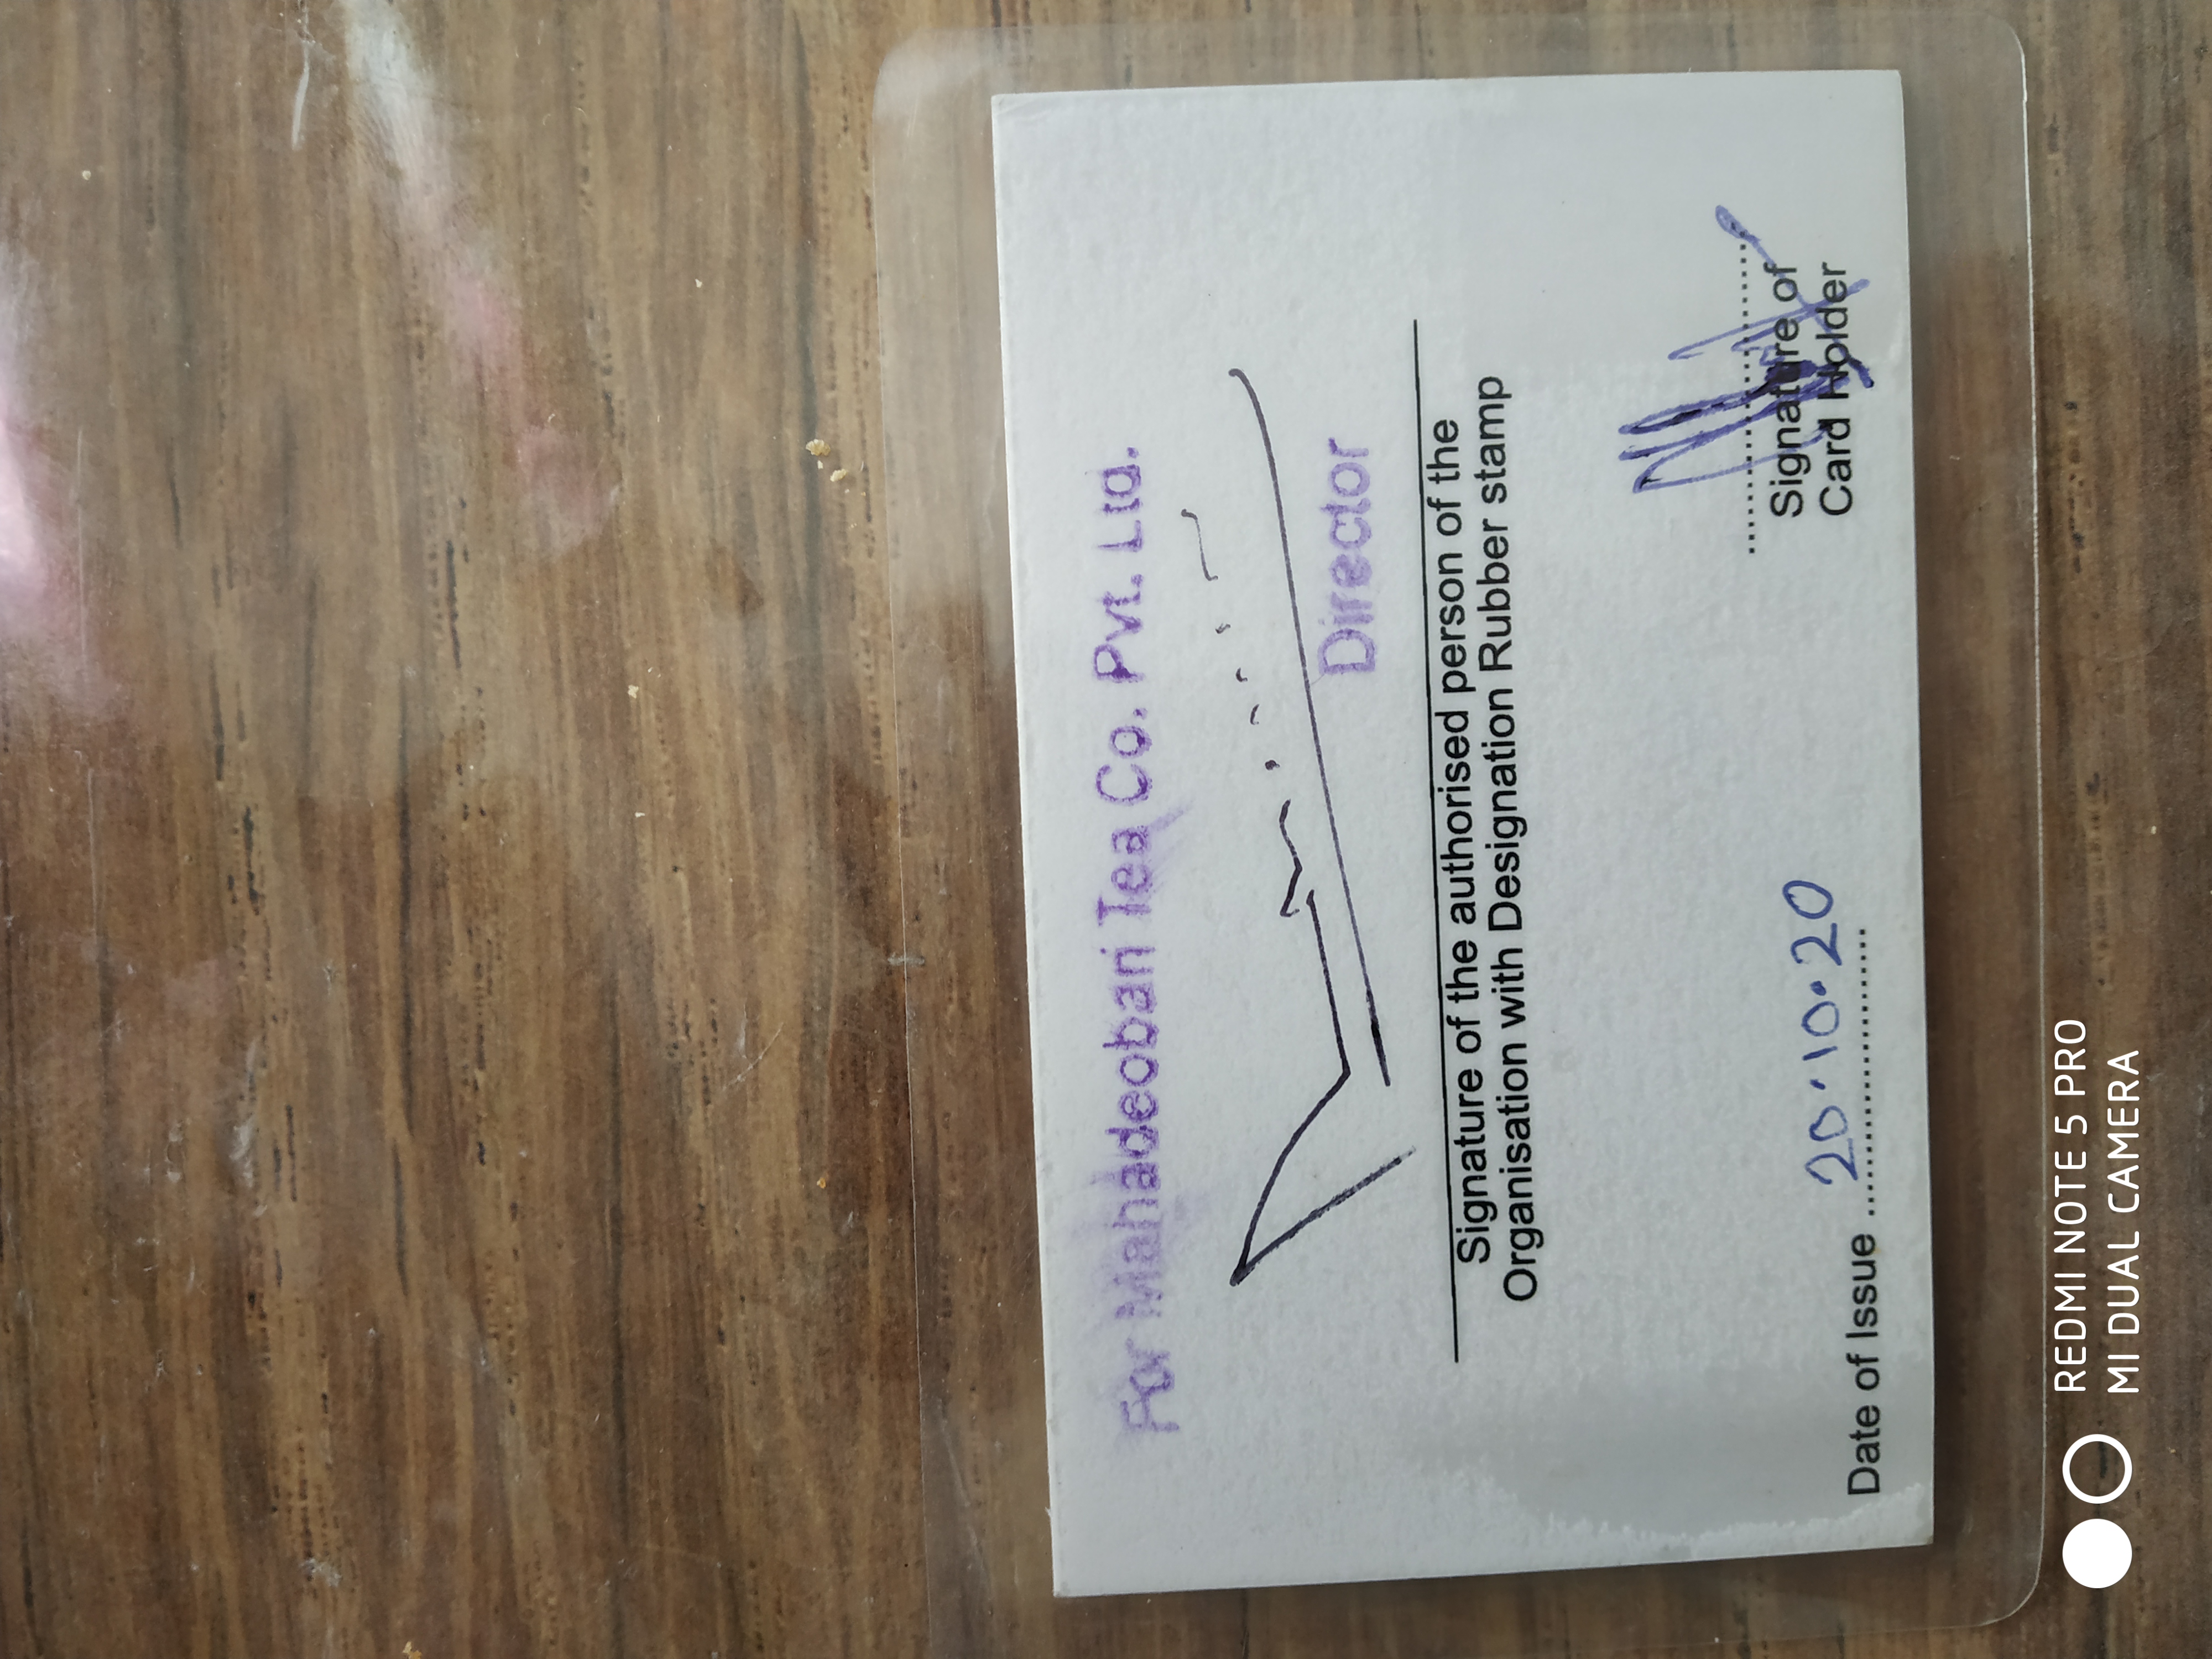 For Mahadeobari Tea Co. Pvt. Ltd.
Director
Signature of the authorised person of the
Organisation with Designation Rubber stamp
Signature of
Card Holder
Date of Issue ........................ 20.10.20
REDMI NOTE 5 PRO
MI DUAL CAMERA